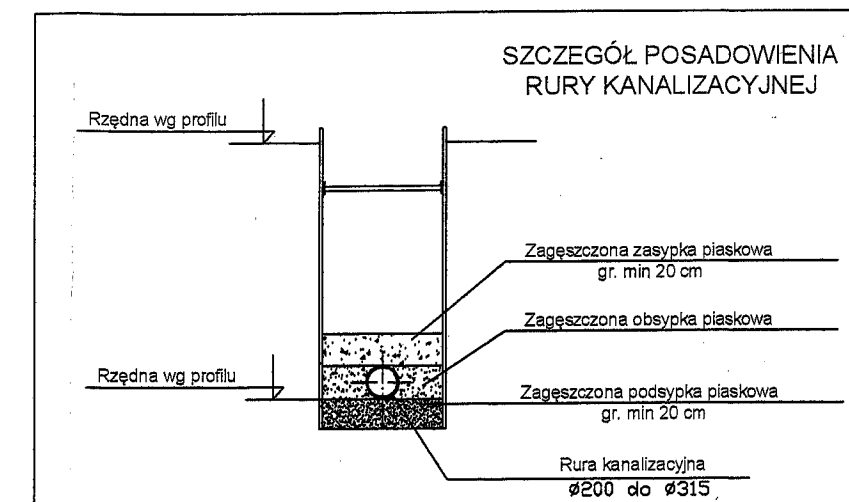 SZCZEGÓŁ POSADOWIENIA
RURY KANALIZACYJNEJ
Rzędna wg profilu
Zagęszczona zasypka piaskowa
gr. min 20 cm
Zagęszczona obsypka piaskowa
Rzędna wg profilu
Zagęszczona podsypka piaskowa
gr. min 20 cm
Rura kanalizacyjna
Ø200 do Ø315